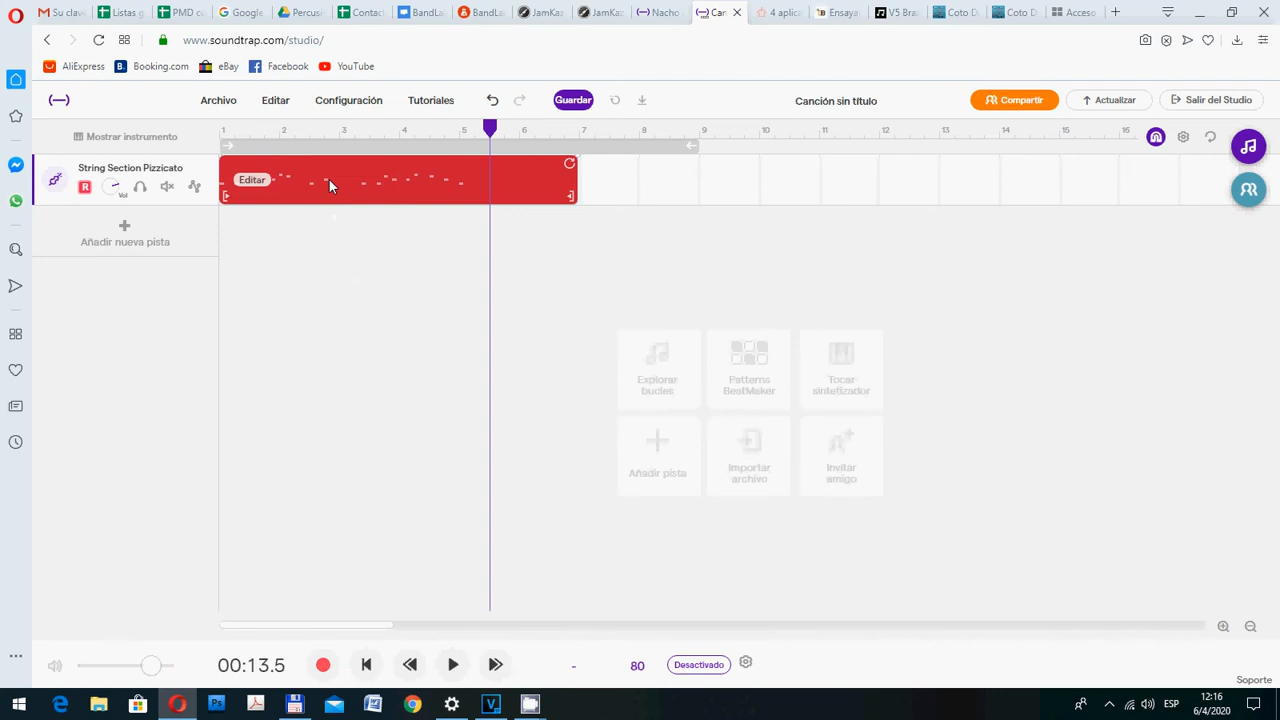 Su clave
Listas g
PMD c
Google
Percusi
Contact
BandLa
BandLa
JamKaz
JamKaz
Nacho
Can
4 aplica
Ensaya
V5 Bra
Coto D
Coto D
Acceso
www.soundtrap.com/studio/
AliExpress
Booking.com
eBay
Facebook
YouTube
Archivo
Editar
Configuración
Tutoriales
Guardar
Canción sin título
Compartir
Actualizar
Salir del Studio
Mostrar instrumento
1 2 3 4 5 6 7 8 9 10 11 12 13 14 15 16
String Section Pizzicato
R
Vol
Editar
Añadir nueva pista
Explorar bucles
Patterns BeatMaker
Tocar sintetizador
Añadir pista
Importar archivo
Invitar amigo
00:13.5
-
80
Desactivado
Soporte
ESP
12:16
6/4/2020